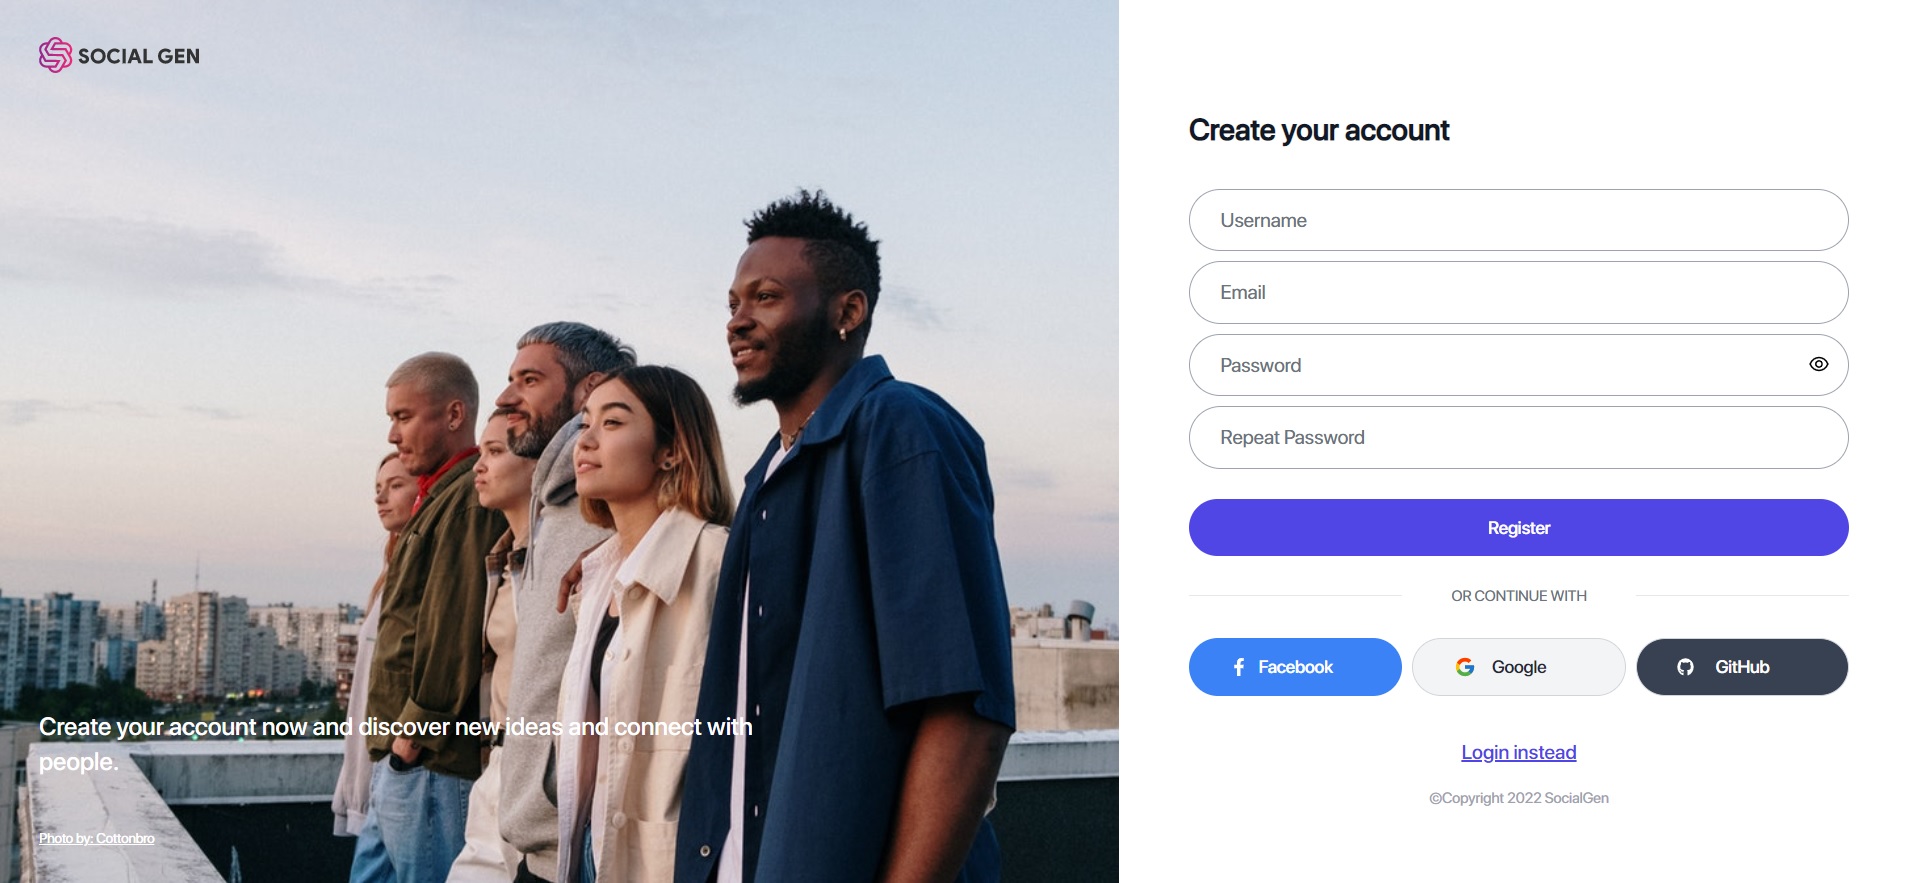 SOCIAL GEN
Create your account now and discover new ideas and connect with
people.
Photo by: Cottonbro
Create your account
Username
Email
Password
Repeat Password
Register
OR CONTINUE WITH
Facebook
Google
GitHub
Login instead
©Copyright 2022 SocialGen